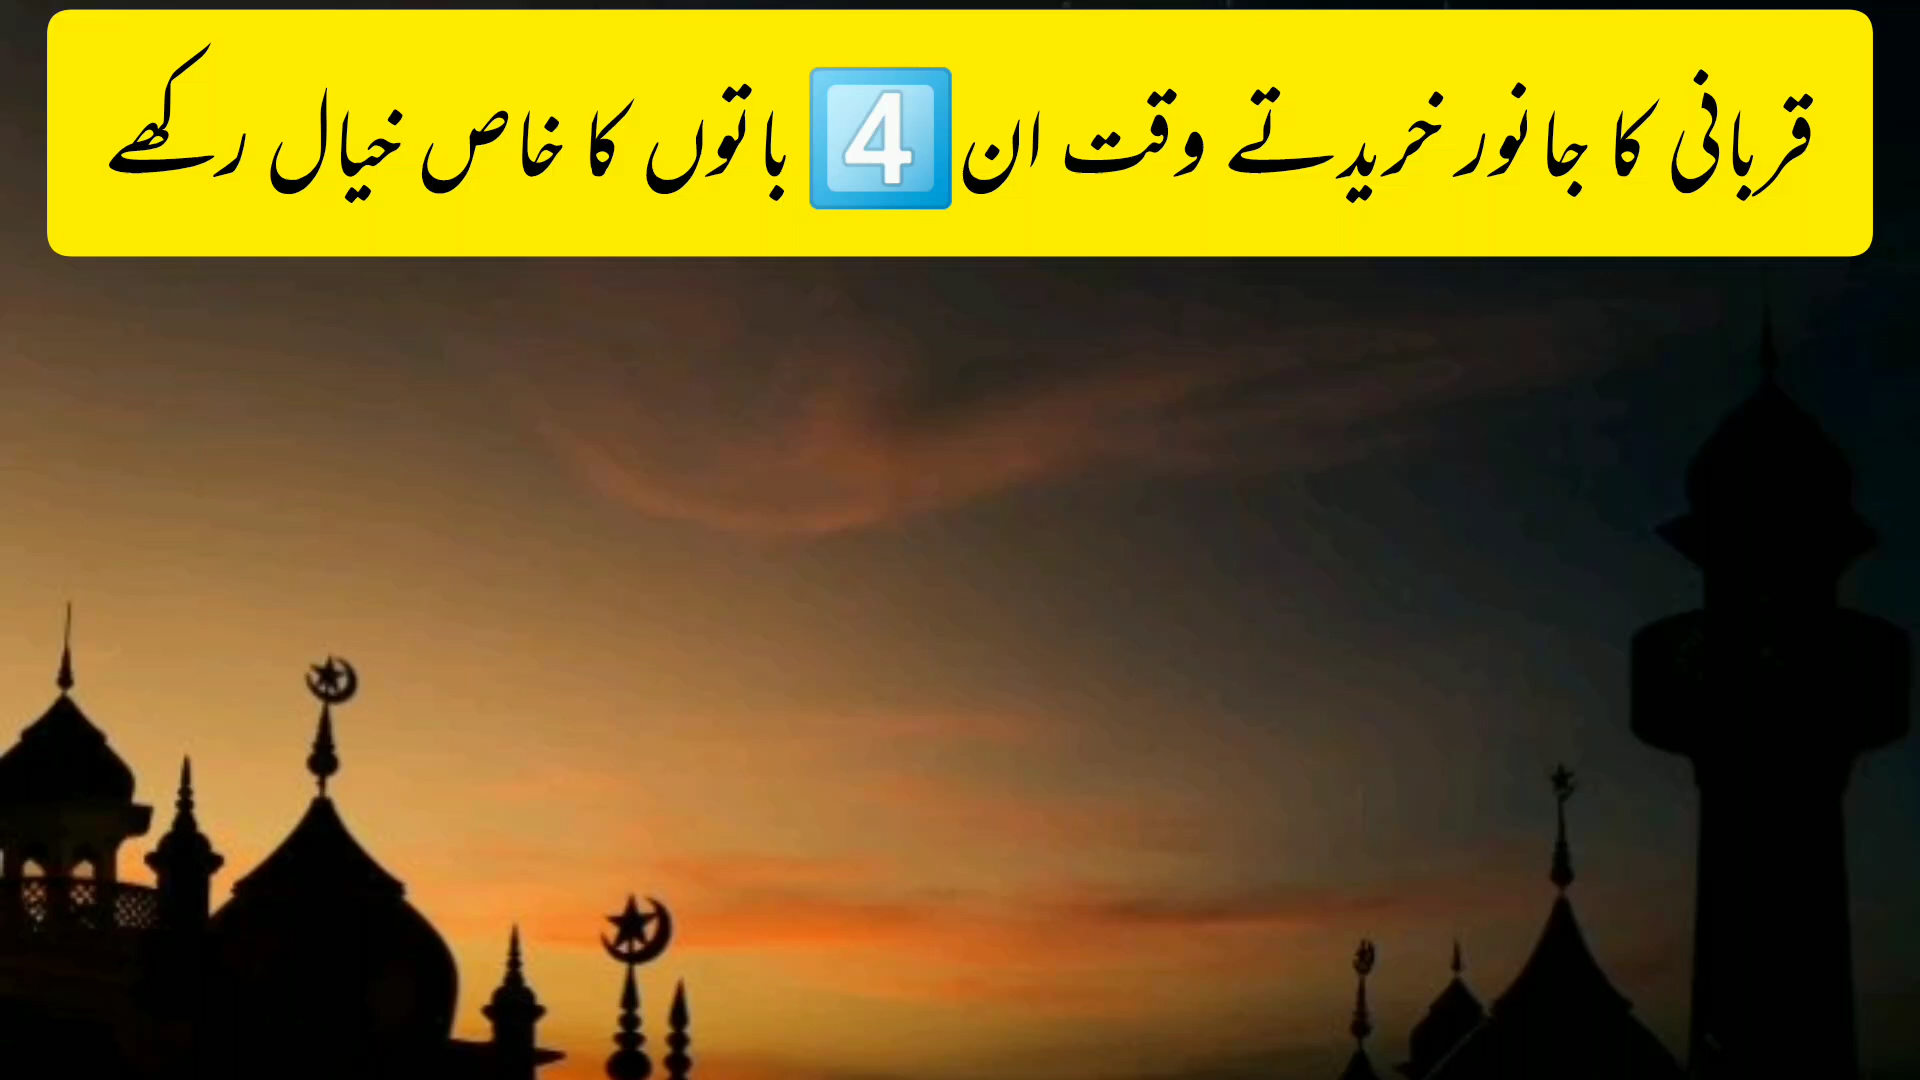 قربانی کا جانور خریدتے وقت ان 4️⃣ باتوں کا خاص خیال رکھے